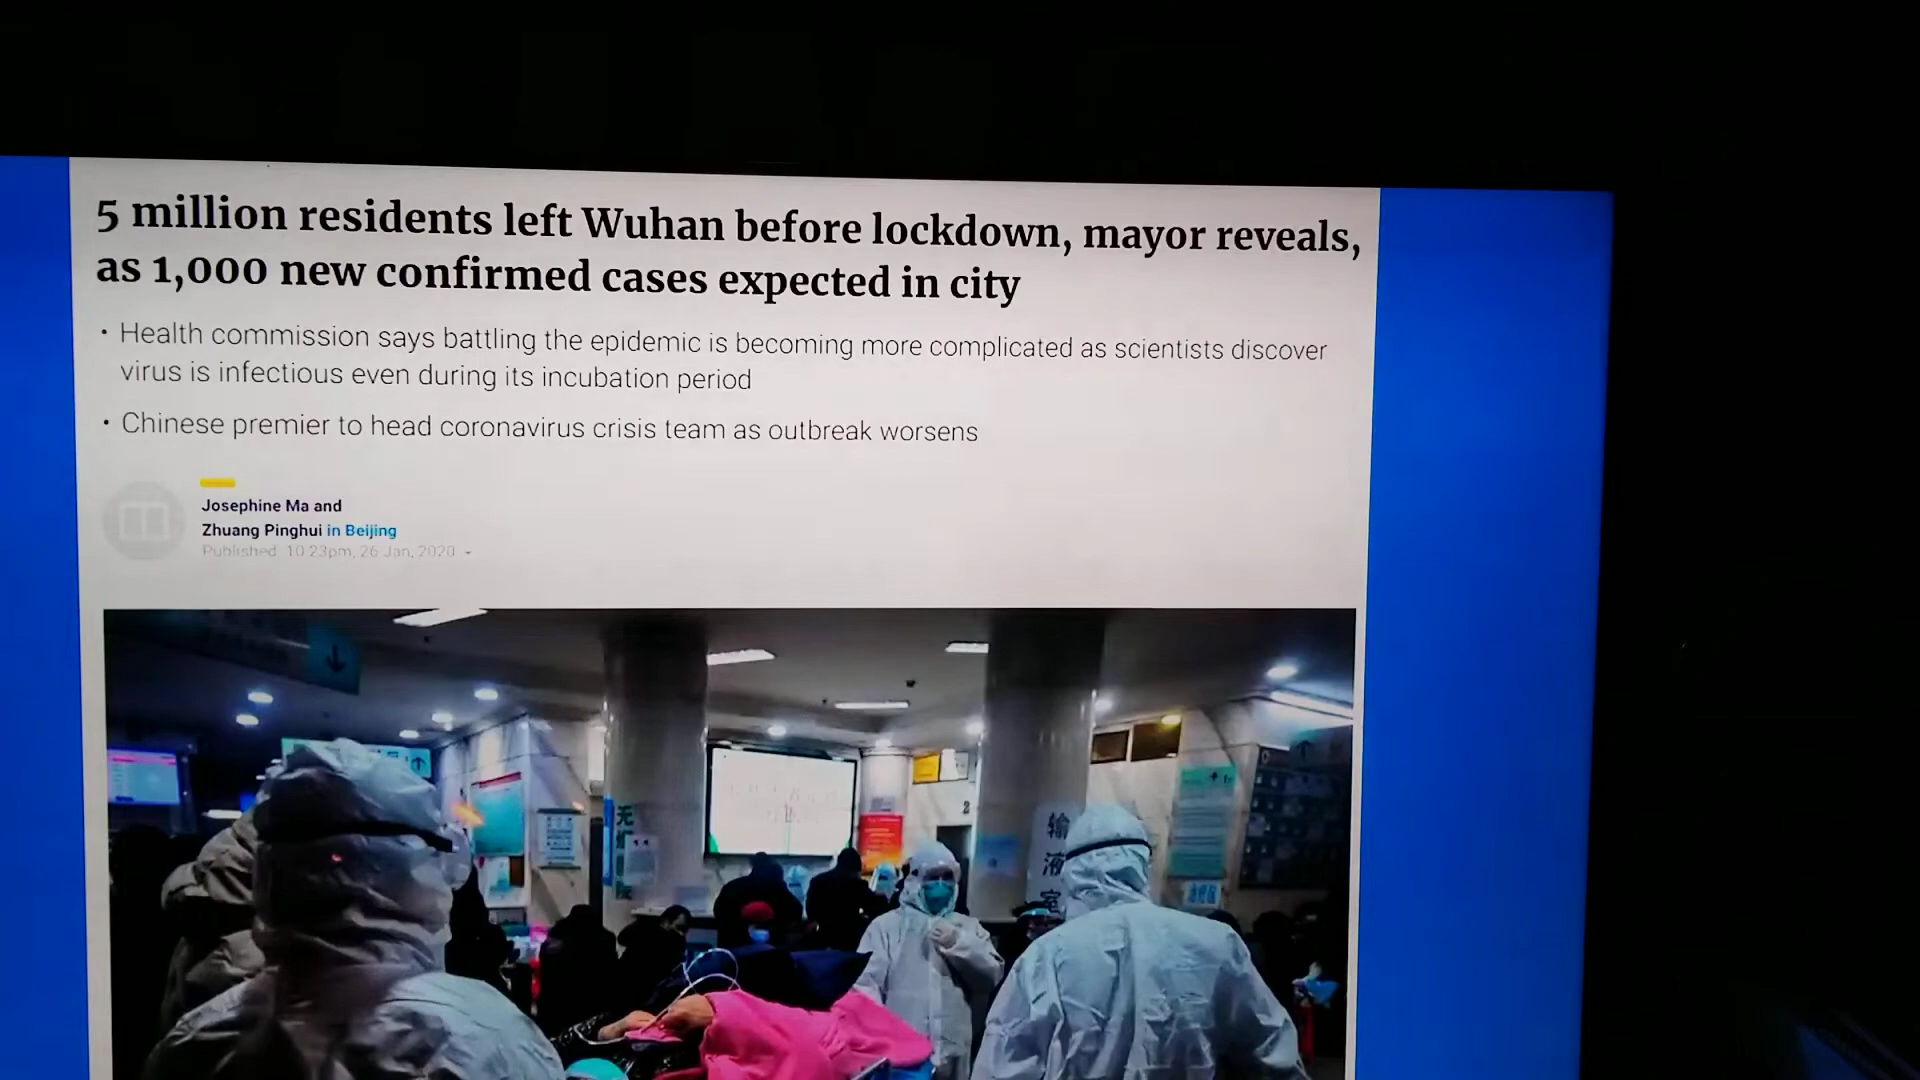 5 million residents left Wuhan before lockdown, mayor reveals,
as 1,000 new confirmed cases expected in city
• Health commission says battling the epidemic is becoming more complicated as scientists discover
virus is infectious even during its incubation period
• Chinese premier to head coronavirus crisis team as outbreak worsens
Josephine Ma and
Zhuang Pinghui in Beijing
Published: 10:23pm, 26 Jan, 2020
输
液
室